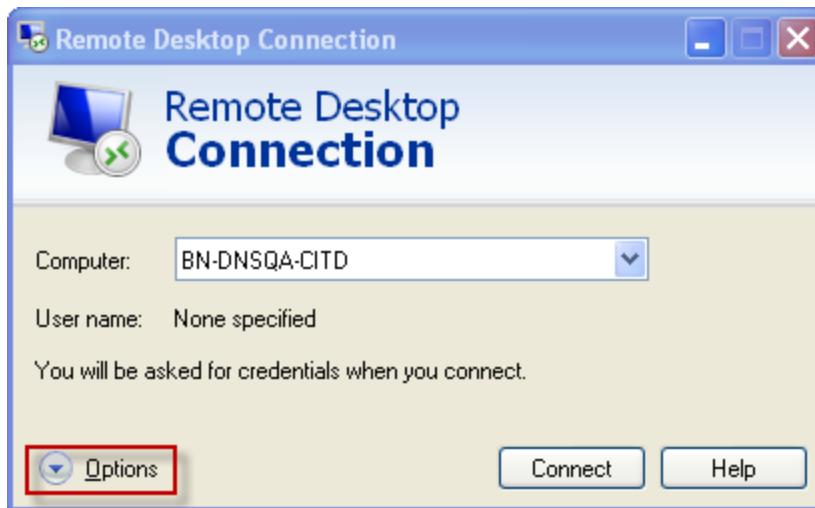 Remote Desktop Connection
Remote Desktop
Connection
Computer: BN-DNSQA-CITD
User name: None specified
You will be asked for credentials when you connect.
Options Connect Help